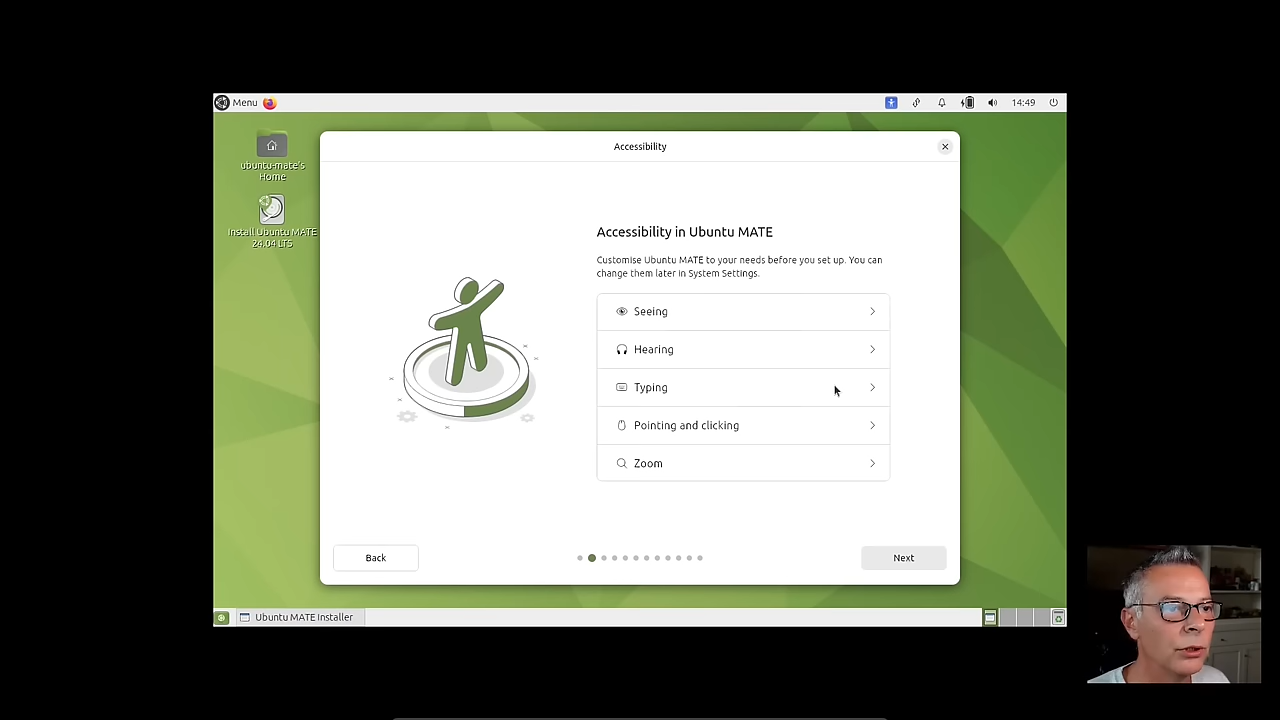 Menu
14:49
ubuntu-mate's
Home
Install Ubuntu MATE
24.04 LTS
Accessibility
Accessibility in Ubuntu MATE
Customise Ubuntu MATE to your needs before you set up. You can
change them later in System Settings.
Seeing
Hearing
Typing
Pointing and clicking
Zoom
Back
Next
Ubuntu MATE Installer